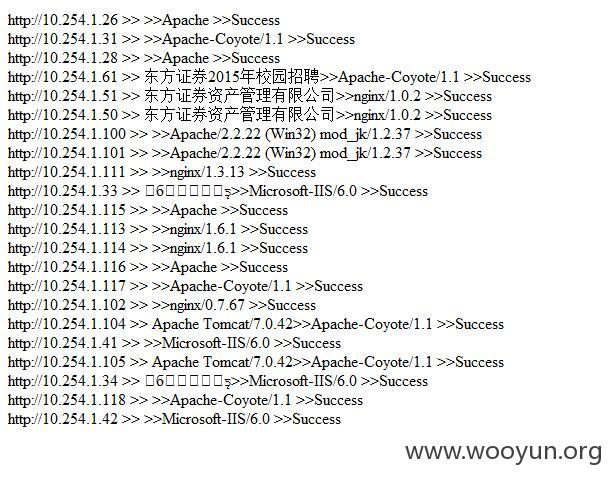 http://10.254.1.26 >> >>Apache >>Success
http://10.254.1.31 >> >>Apache-Coyote/1.1 >>Success
http://10.254.1.28 >> >>Apache >>Success
http://10.254.1.61 >> 东方证券2015年校园招聘>>Apache-Coyote/1.1 >>Success
http://10.254.1.51 >> 东方证券资产管理有限公司>>nginx/1.0.2 >>Success
http://10.254.1.50 >> 东方证券资产管理有限公司>>nginx/1.0.2 >>Success
http://10.254.1.100 >> >>Apache/2.2.22 (Win32) mod_jk/1.2.37 >>Success
http://10.254.1.101 >> >>Apache/2.2.22 (Win32) mod_jk/1.2.37 >>Success
http://10.254.1.111 >> >>nginx/1.3.13 >>Success
http://10.254.1.33 >> >>Microsoft-IIS/6.0 >>Success
http://10.254.1.115 >> >>Apache >>Success
http://10.254.1.113 >> >>nginx/1.6.1 >>Success
http://10.254.1.114 >> >>nginx/1.6.1 >>Success
http://10.254.1.116 >> >>Apache >>Success
http://10.254.1.117 >> >>Apache-Coyote/1.1 >>Success
http://10.254.1.102 >> >>nginx/0.7.67 >>Success
http://10.254.1.104 >> Apache Tomcat/7.0.42>>Apache-Coyote/1.1 >>Success
http://10.254.1.41 >> >>Microsoft-IIS/6.0 >>Success
http://10.254.1.105 >> Apache Tomcat/7.0.42>>Apache-Coyote/1.1 >>Success
http://10.254.1.34 >> >>Microsoft-IIS/6.0 >>Success
http://10.254.1.118 >> >>Apache-Coyote/1.1 >>Success
http://10.254.1.42 >> >>Microsoft-IIS/6.0 >>Success
www.wooyun.org